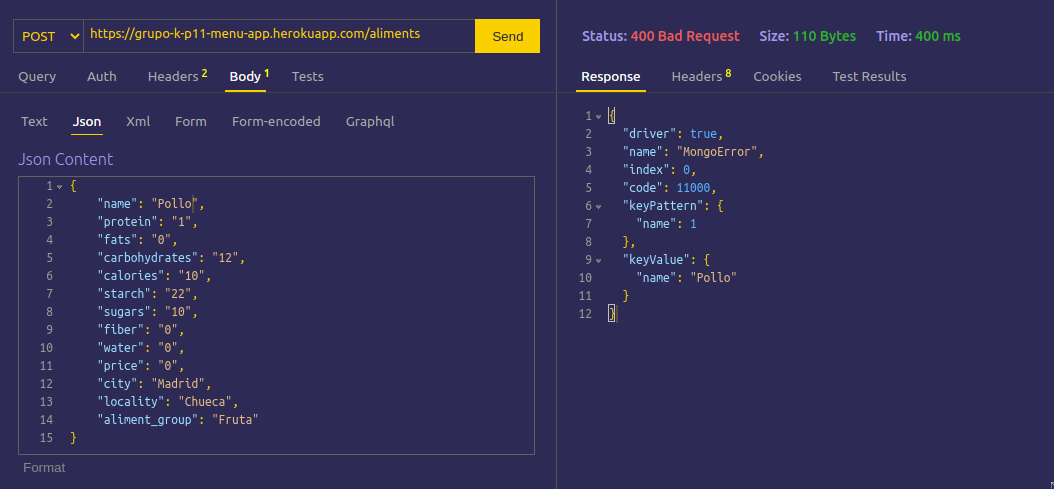 POST https://grupo-k-p11-menu-app.herokuapp.com/aliments Send
Query Auth Headers 2 Body 1 Tests
Text Json Xml Form Form-encoded Graphql
Json Content
1 {
2 "name": "Pollo",
3 "protein": "1",
4 "fats": "0",
5 "carbohydrates": "12",
6 "calories": "10",
7 "starch": "22",
8 "sugars": "10",
9 "fiber": "0",
10 "water": "0",
11 "price": "0",
12 "city": "Madrid",
13 "locality": "Chueca",
14 "aliment_group": "Fruta"
15 }
Format
Status: 400 Bad Request Size: 110 Bytes Time: 400 ms
Response Headers 8 Cookies Test Results
1 {
2 "driver": true,
3 "name": "MongoError",
4 "index": 0,
5 "code": 11000,
6 "keyPattern": {
7 "name": 1
8 },
9 "keyValue": {
10 "name": "Pollo"
11 }
12 }